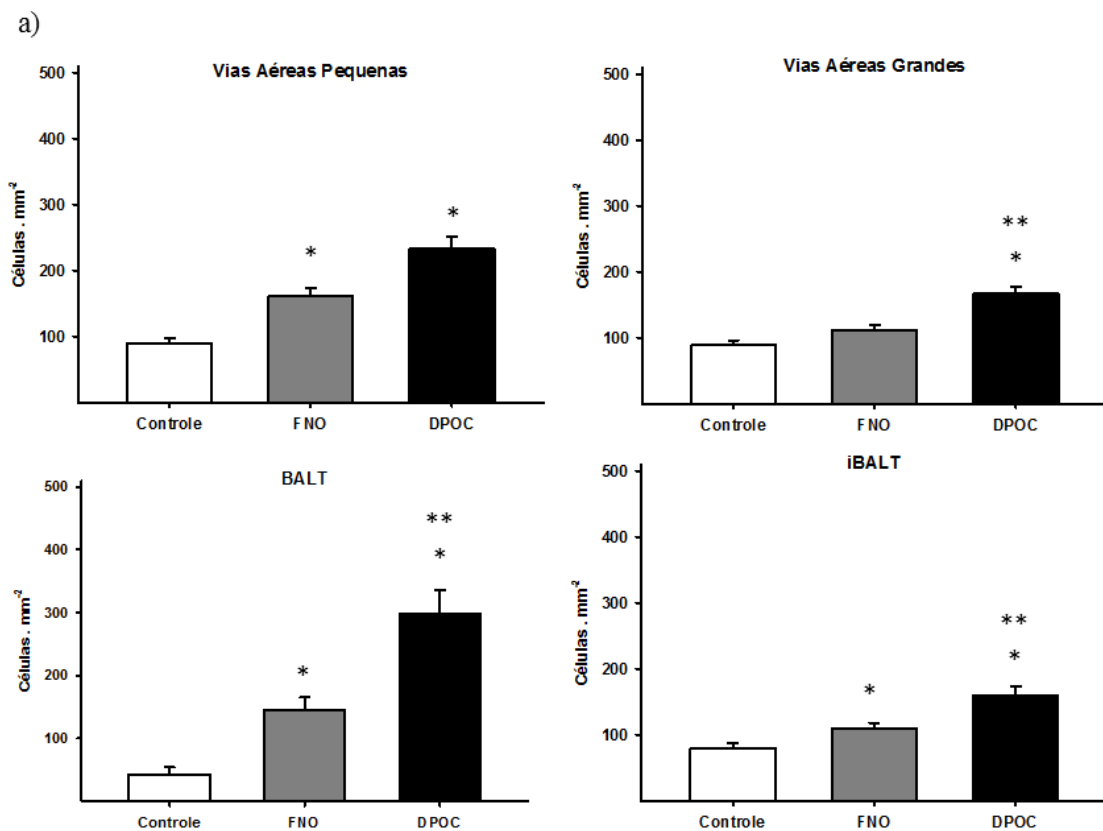 a)
Vias Aéreas Pequenas
500
400
300
200
100
Células . mm-2
*
*
Controle FNO DPOC
Vias Aéreas Grandes
500
400
300
200
100
Células . mm-2
**
*
Controle FNO DPOC
BALT
500
400
300
200
100
Células . mm-2
*
**
*
Controle FNO DPOC
iBALT
500
400
300
200
100
Células . mm-2
*
**
*
Controle FNO DPOC